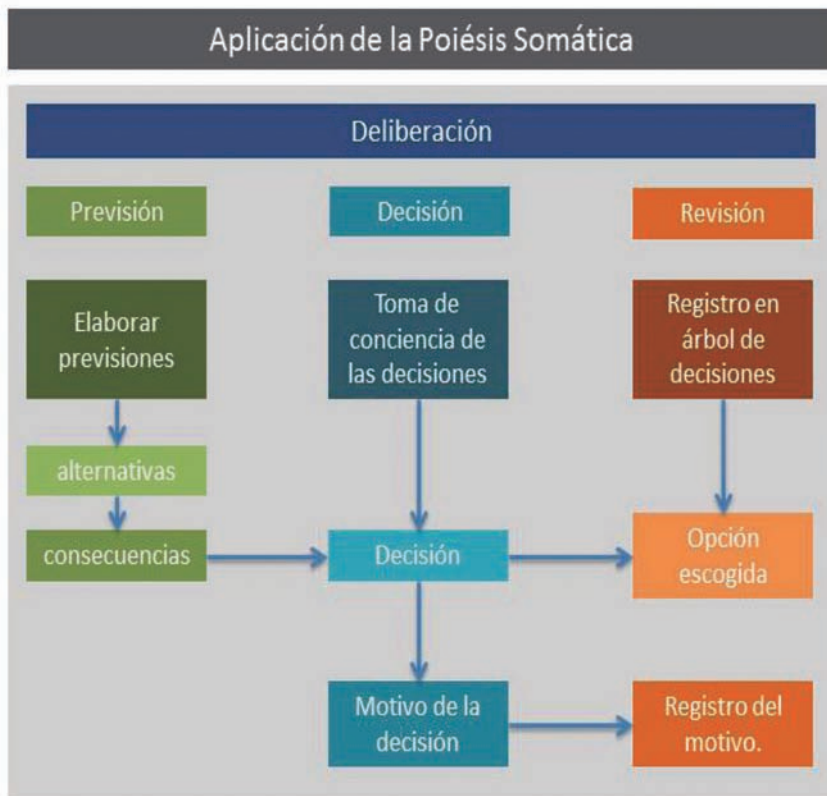 Aplicación de la Poiésis Somática
Deliberación
Previsión
Decisión
Revisión
Elaborar
previsiones
Toma de
conciencia de
las decisiones
Registro en
árbol de
decisiones
alternativas
consecuencias
Decisión
Opción
escogida
Motivo de la
decisión
Registro del
motivo.